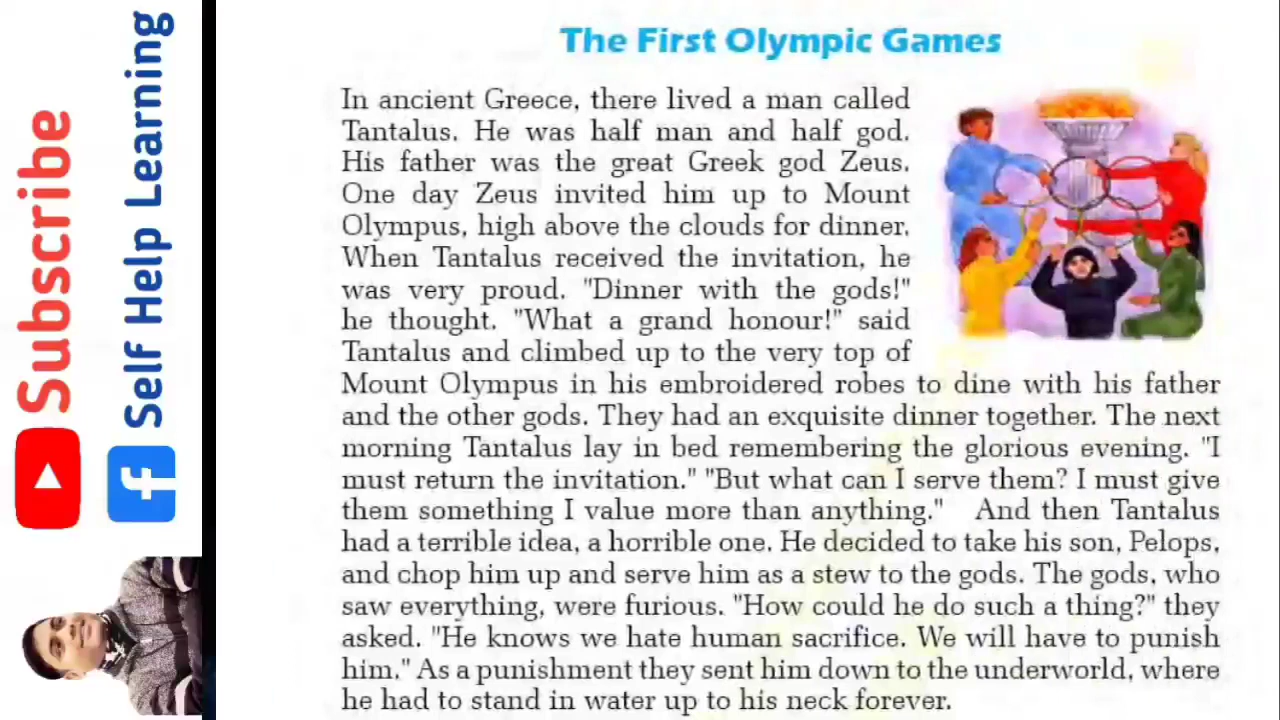 Subscribe
Self Help Learning
The First Olympic Games
In ancient Greece, there lived a man called
Tantalus. He was half man and half god.
His father was the great Greek god Zeus.
One day Zeus invited him up to Mount
Olympus, high above the clouds for dinner.
When Tantalus received the invitation, he
was very proud. "Dinner with the gods!"
he thought. "What a grand honour!" said
Tantalus and climbed up to the very top of
Mount Olympus in his embroidered robes to dine with his father
and the other gods. They had an exquisite dinner together. The next
morning Tantalus lay in bed remembering the glorious evening. "I
must return the invitation." "But what can I serve them? I must give
them something I value more than anything." And then Tantalus
had a terrible idea, a horrible one. He decided to take his son, Pelops,
and chop him up and serve him as a stew to the gods. The gods, who
saw everything, were furious. "How could he do such a thing?" they
asked. "He knows we hate human sacrifice. We will have to punish
him." As a punishment they sent him down to the underworld, where
he had to stand in water up to his neck forever.